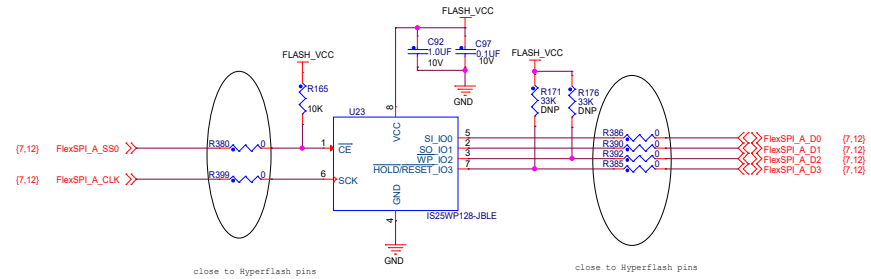 FLASH_VCC
C92
1.0UF
10V
C97
0.1UF
10V
GND
FLASH_VCC
R165
10K
FLASH_VCC
R171
33K
DNP
R176
33K
DNP
U23
{7,12} FlexSPI_A_SS0
R380 0
1
CE
{7,12} FlexSPI_A_CLK
R399 0
6
SCK
8
VCC
GND
4
GND
SI_IO0
5
R386 0
FlexSPI_A_D0 {7,12}
SO_IO1
2
R390 0
FlexSPI_A_D1 {7,12}
WP_IO2
3
R392 0
FlexSPI_A_D2 {7,12}
HOLD/RESET_IO3
7
R385 0
FlexSPI_A_D3 {7,12}
IS25WP128-JBLE
close to Hyperflash pins
close to Hyperflash pins